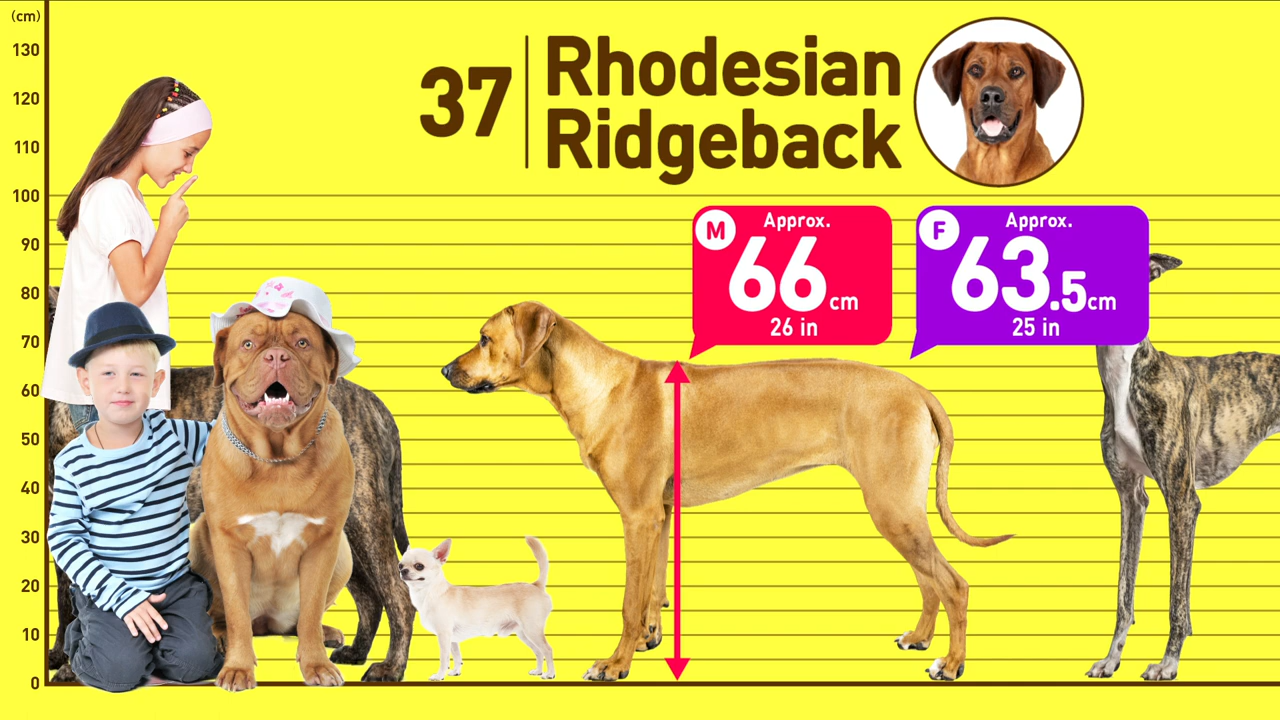 (cm)
130
120
110
100
90
80
70
60
50
40
30
20
10
0
37
Rhodesian
Ridgeback
M
Approx.
66cm
26 in
F
Approx.
63.5cm
25 in